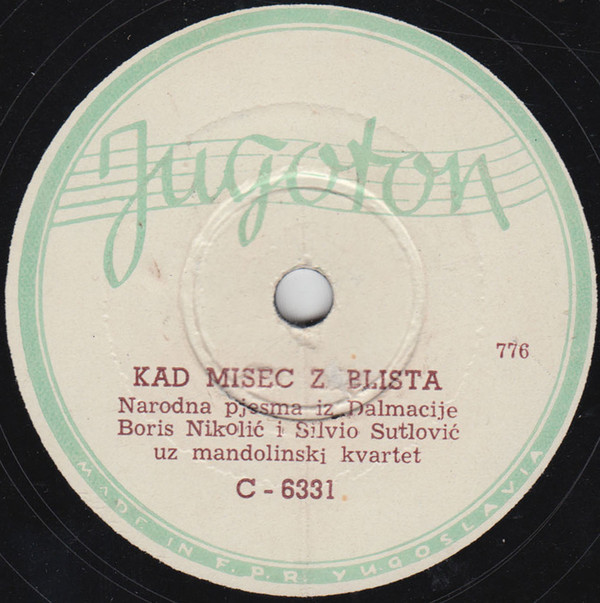 Jugoton
776
KAD MISEC Z BLISTA
Narodna pjesma iz Dalmacije
Boris Nikolić i Silvio Sutlović
uz mandolinski kvartet
C - 6331
MADE IN F.P.R. YUGOSLAVIA